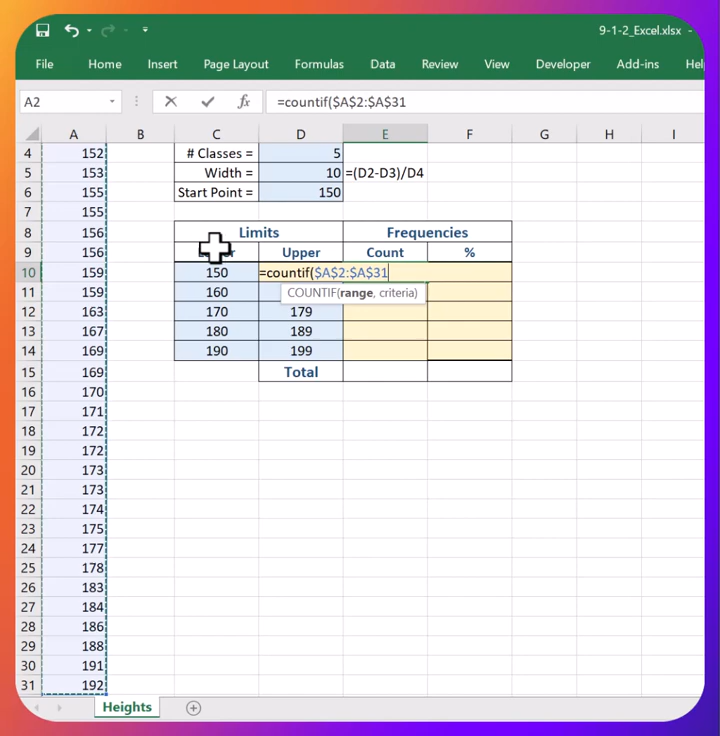 9-1-2_Excel.xlsx -
File Home Insert Page Layout Formulas Data Review View Developer Add-ins Hel
A2 fx =countif($A$2:$A$31
A B C D E F G H I
4 152 # Classes = 5
5 153 Width = 10 =(D2-D3)/D4
6 155 Start Point = 150
7 155
8 156 Limits Frequencies
9 156 Upper Count %
10 159 150 =countif($A$2:$A$31
11 159 160 COUNTIF(range, criteria)
12 163 170 179
13 167 180 189
14 169 190 199
15 169 Total
16 170
17 171
18 172
19 172
20 173
21 173
22 174
23 175
24 177
25 178
26 183
27 184
28 186
29 188
30 191
31 192
Heights